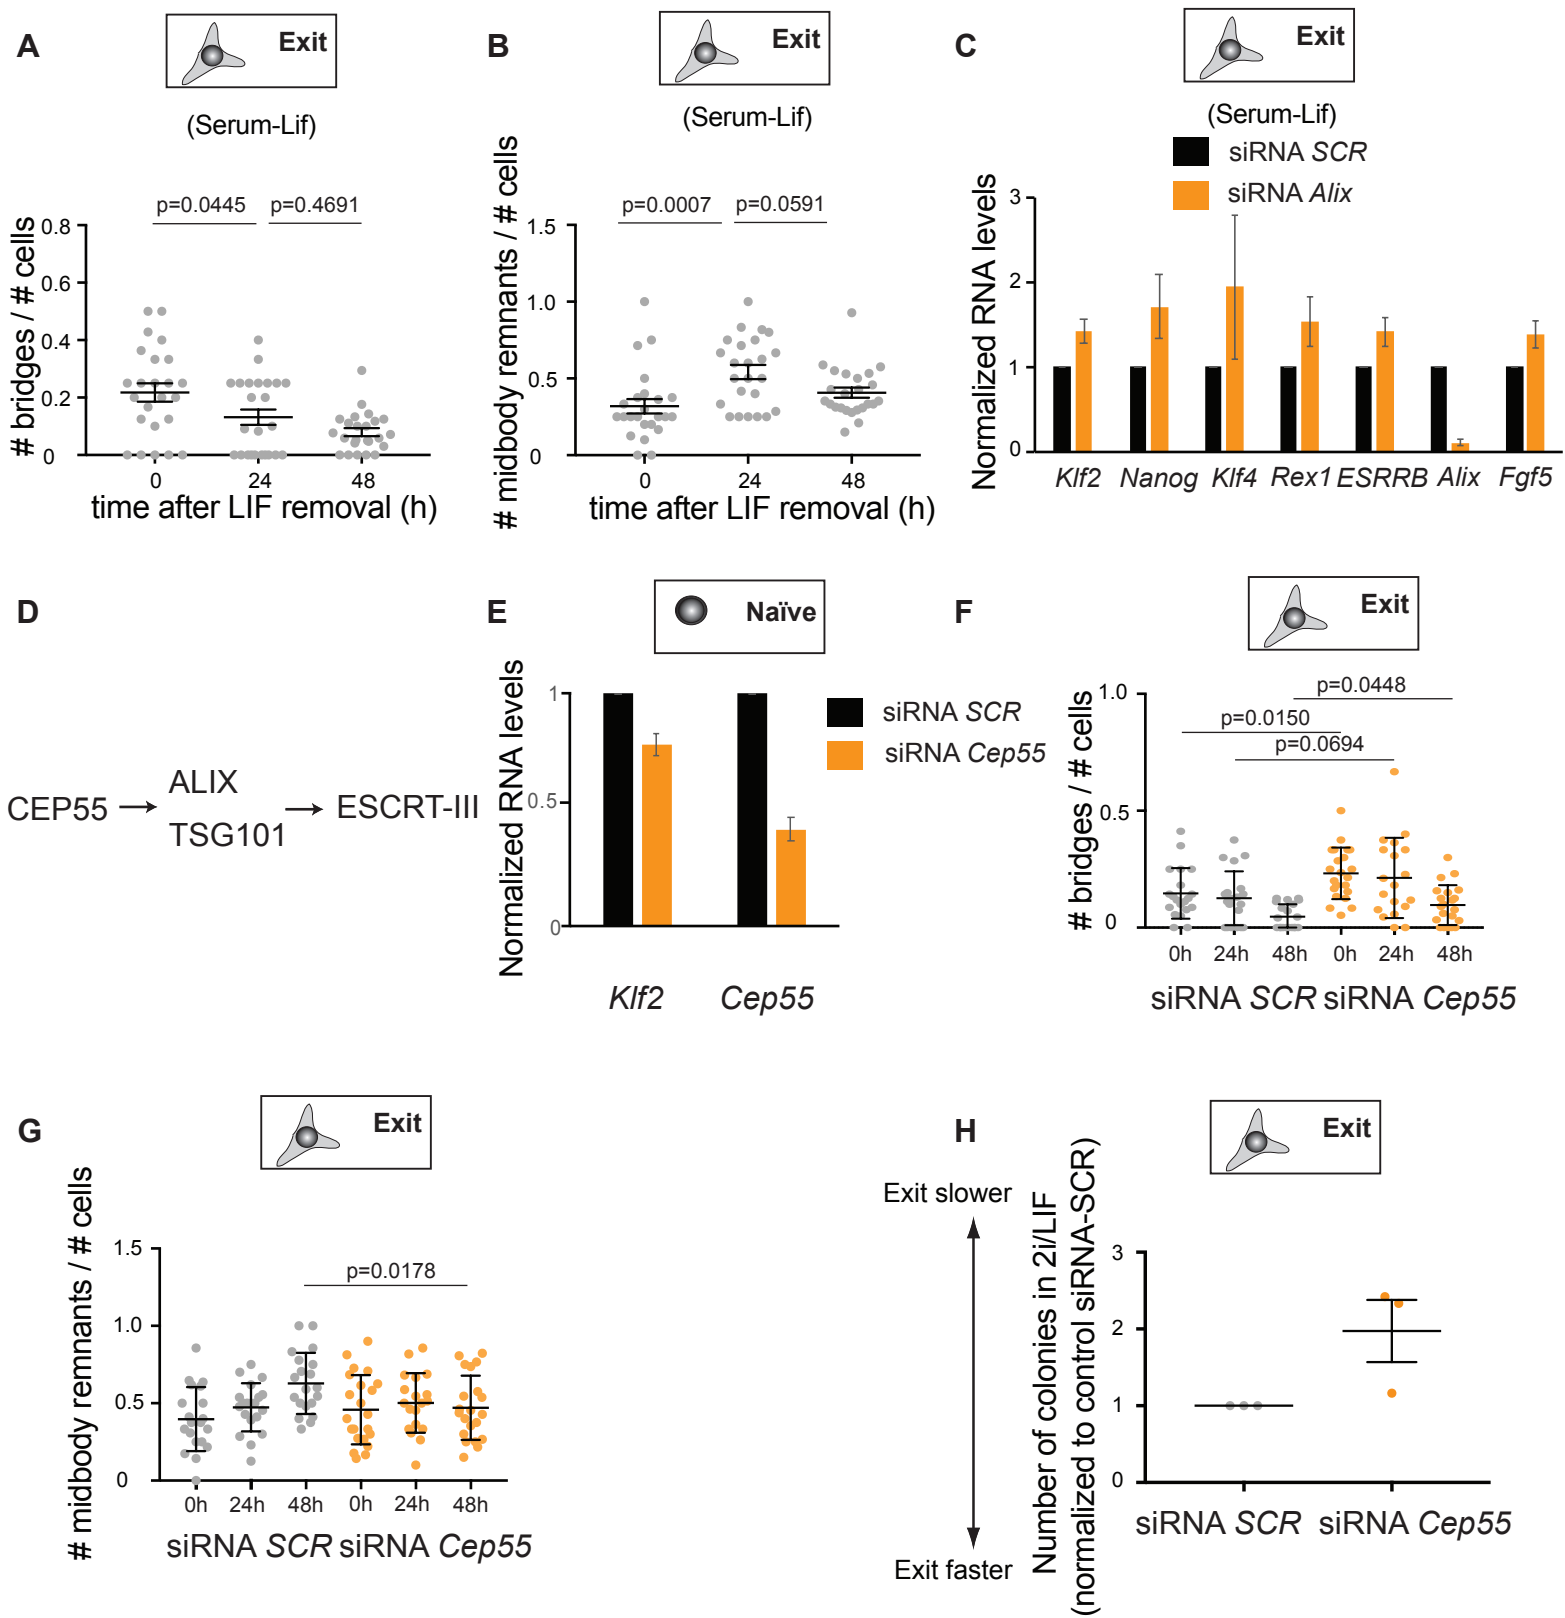 A
Exit
(Serum-Lif)
# bridges / # cells
p=0.0445
p=0.4691
0.8
0.6
0.4
0.2
0
0
24
48
time after LIF removal (h)
B
Exit
(Serum-Lif)
# midbody remnants / # cells
p=0.0007
p=0.0591
1.5
1.0
0.5
0
0
24
48
time after LIF removal (h)
C
Exit
(Serum-Lif)
siRNA SCR
siRNA Alix
Normalized RNA levels
3
2
1
0
Klf2
Nanog
Klf4
Rex1
ESRRB
Alix
Fgf5
D
CEP55
ALIX
TSG101
ESCRT-III
E
Naïve
Normalized RNA levels
1
0.5
0
siRNA SCR
siRNA Cep55
Klf2
Cep55
F
Exit
# bridges / # cells
p=0.0448
p=0.0150
p=0.0694
1.0
0.5
0
0h
24h
48h
0h
24h
48h
siRNA SCR
siRNA Cep55
G
Exit
# midbody remnants / # cells
p=0.0178
1.5
1.0
0.5
0
0h
24h
48h
0h
24h
48h
siRNA SCR
siRNA Cep55
H
Exit
Exit slower
Exit faster
Number of colonies in 2i/LIF
(normalized to control siRNA-SCR)
3
2
1
0
siRNA SCR
siRNA Cep55